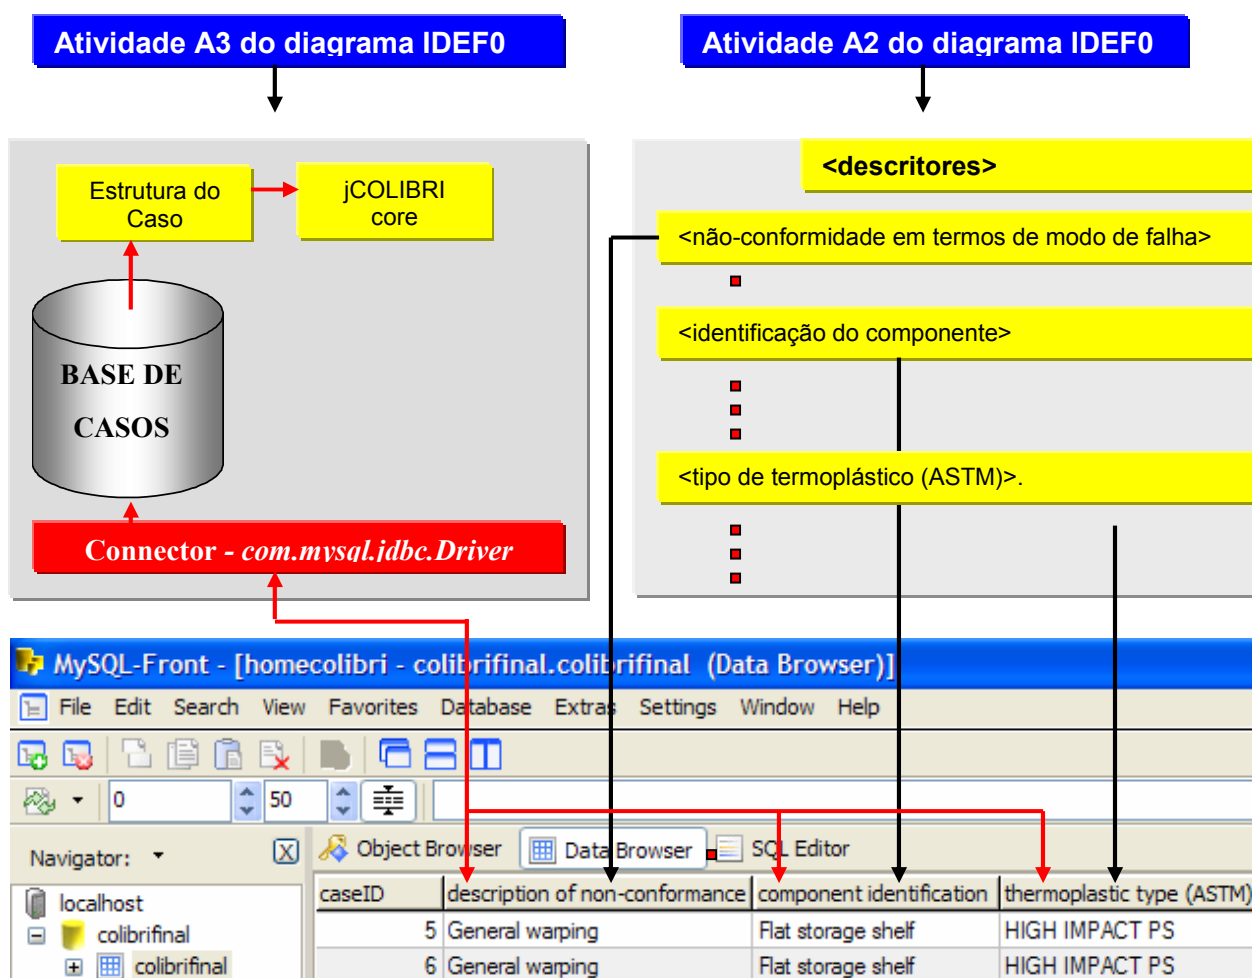 Atividade A3 do diagrama IDEF0
Atividade A2 do diagrama IDEF0
Estrutura do
Caso
jCOLIBRI
core
BASE DE
CASOS
Connector - com.mysql.jdbc.Driver
<descritores>
<não-conformidade em termos de modo de falha>
<identificação do componente>
<tipo de termoplástico (ASTM)>.
MySQL-Front - [homecolibri - colibrifinal.colibrifinal (Data Browser)]
File Edit Search View Favorites Database Extras Settings Window Help
0 50
Navigator:
Object Browser Data Browser SQL Editor
localhost
colibrifinal
colibrifinal
caseID description of non-conformance component identification thermoplastic type (ASTM)
5 General warping Flat storage shelf HIGH IMPACT PS
6 General warping Flat storage shelf HIGH IMPACT PS